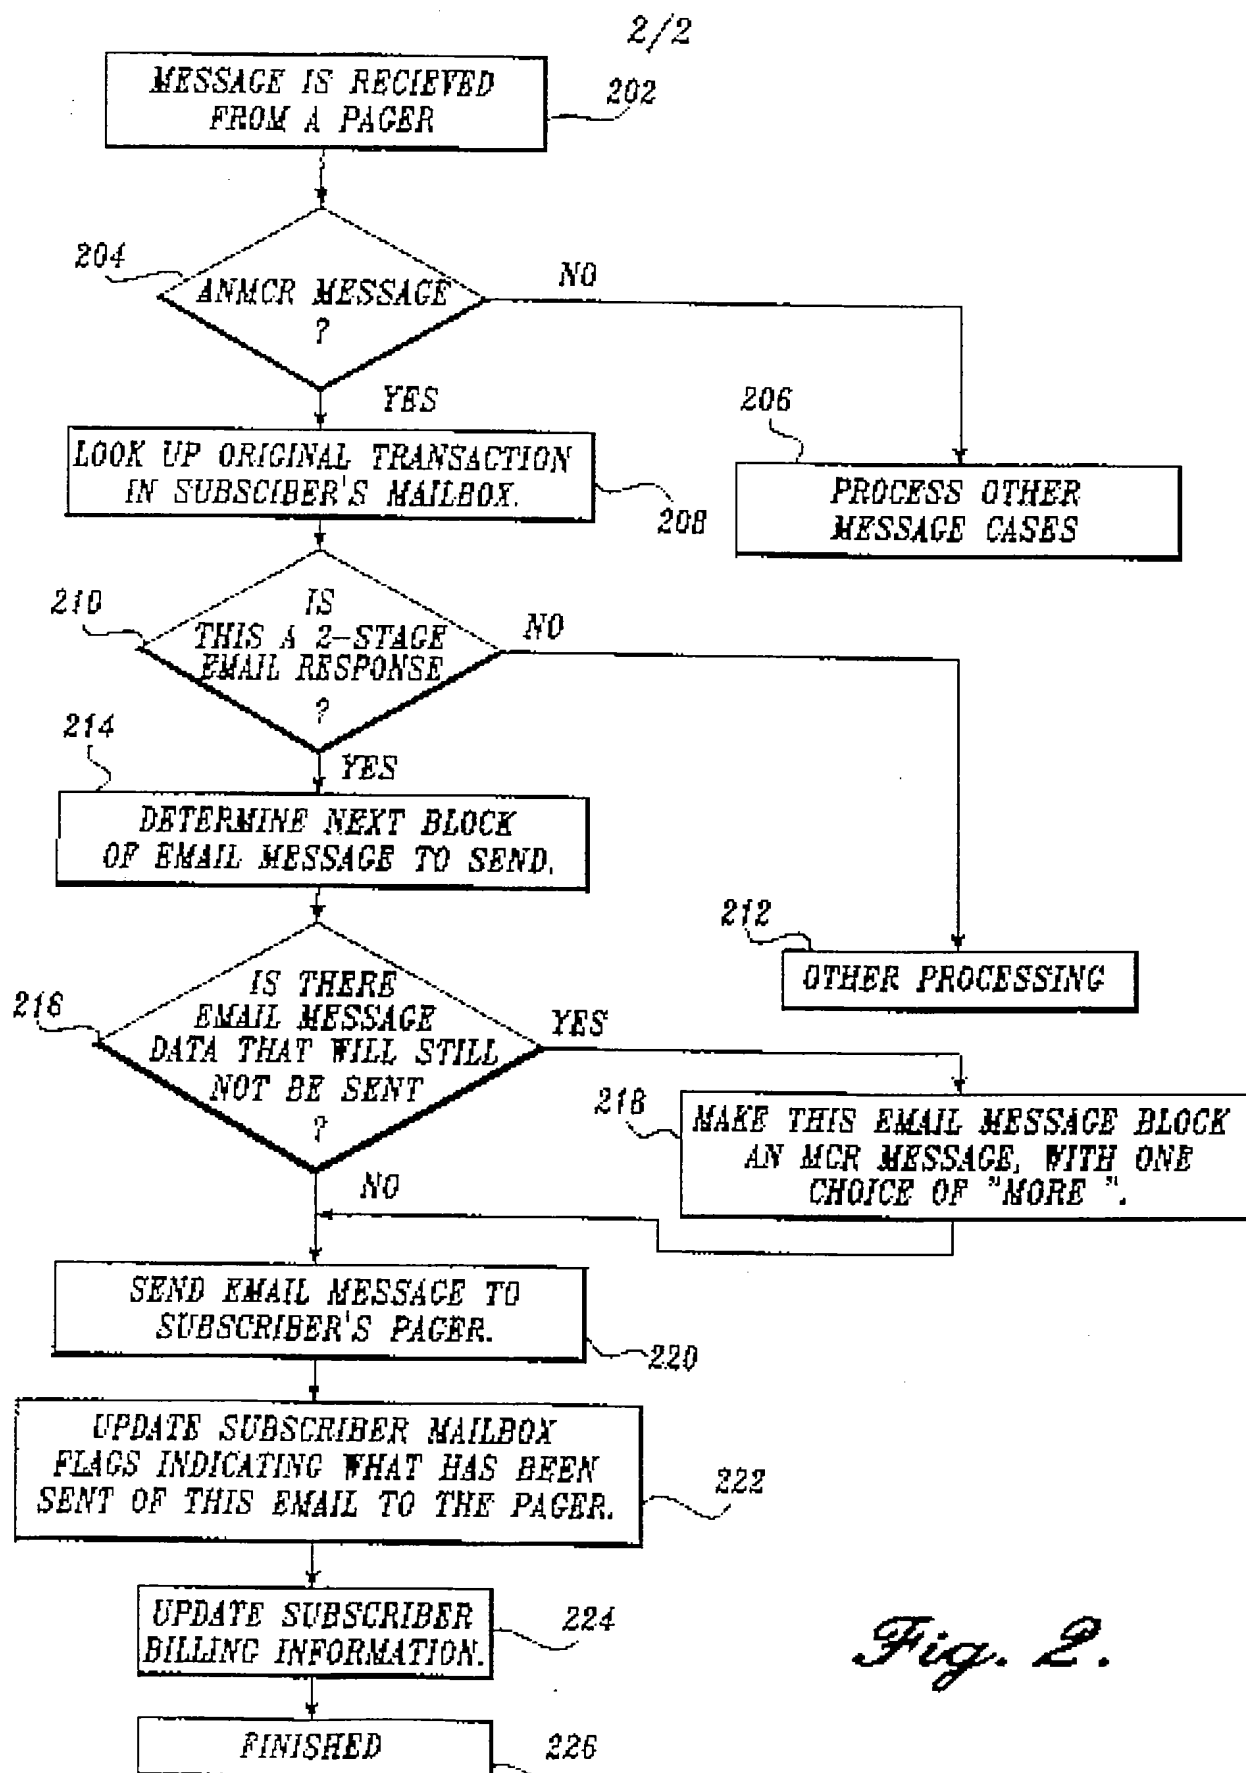 2/2
MESSAGE IS RECIEVED
FROM A PAGER
202
204
ANMCR MESSAGE
?
NO
YES
206
LOOK UP ORIGINAL TRANSACTION
IN SUBSCIBER'S MAILBOX.
208
PROCESS OTHER
MESSAGE CASES
210
IS
THIS A 2-STAGE
EMAIL RESPONSE
?
NO
214
YES
DETERMINE NEXT BLOCK
OF EMAIL MESSAGE TO SEND.
212
OTHER PROCESSING
216
IS THERE
EMAIL MESSAGE
DATA THAT WILL STILL
NOT BE SENT
?
YES
218
MAKE THIS EMAIL MESSAGE BLOCK
AN MCR MESSAGE, WITH ONE
CHOICE OF "MORE ".
NO
SEND EMAIL MESSAGE TO
SUBSCRIBER'S PAGER.
220
UPDATE SUBSCRIBER MAILBOX
FLAGS INDICATING WHAT HAS BEEN
SENT OF THIS EMAIL TO THE PAGER.
222
UPDATE SUBSCRIBER
BILLING INFORMATION.
224
Fig. 2.
FINISHED
226